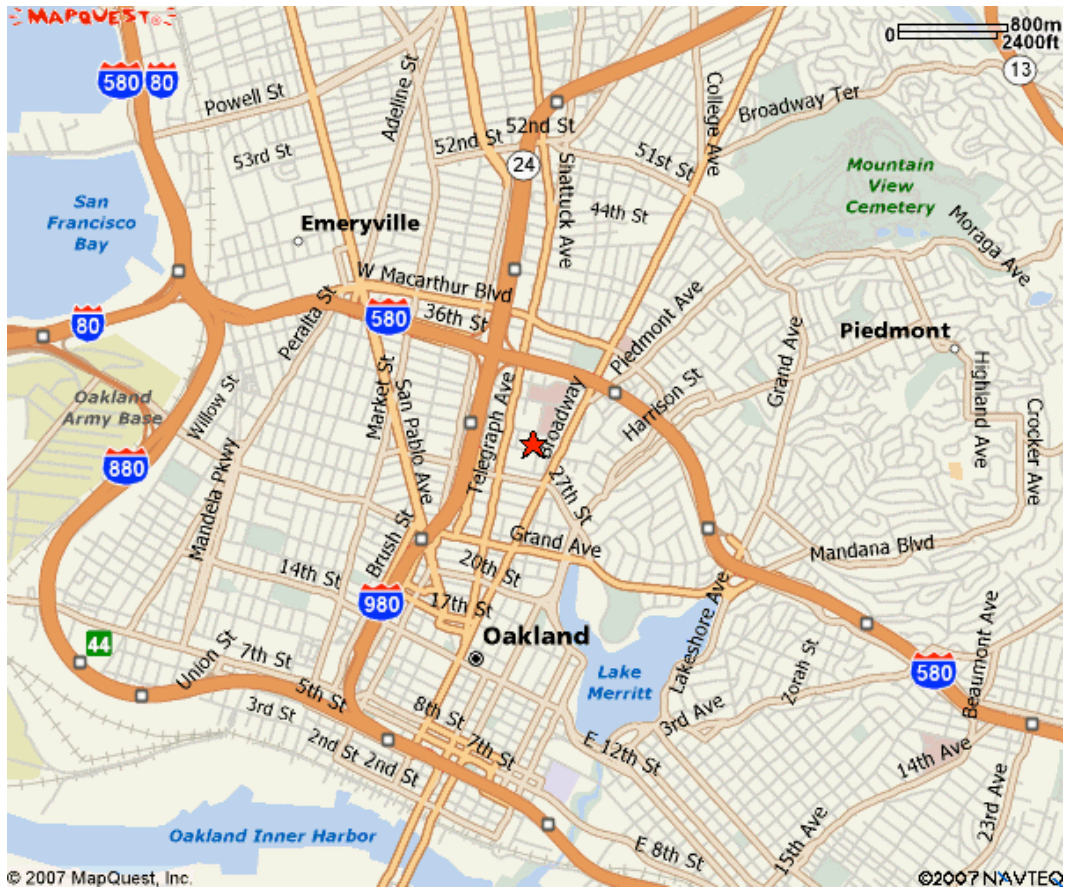 MAPQUEST
0 800m
2400ft
580 80
13
Powell St
Adeline St
College Ave
Broadway Ter
52nd St
52nd St
53rd St
24
Shattuck Ave
51st St
Mountain
View
Cemetery
San
Francisco
Bay
Emeryville
44th St
Moraga Ave
W Macarthur Blvd
80
Peralta St
580
36th St
Piedmont Ave
Piedmont
Grand Ave
Highland Ave
Crocker Ave
Oakland
Army Base
Willow St
Market St
San Pablo Ave
Telegraph Ave
Broadway
Harrison St
880
Mandela Pkwy
27th St
Brush St
Grand Ave
Mandana Blvd
14th St
20th St
980
17th St
Oakland
Lakeshore Ave
Beaumont Ave
44
Union St
7th St
Lake
Merritt
Zorah St
580
5th St
3rd St
8th St
7th St
3rd Ave
2nd St
2nd St
E 12th St
14th Ave
23rd Ave
15th Ave
Oakland Inner Harbor
E 8th St
© 2007 MapQuest, Inc.
©2007 NAVTEQ